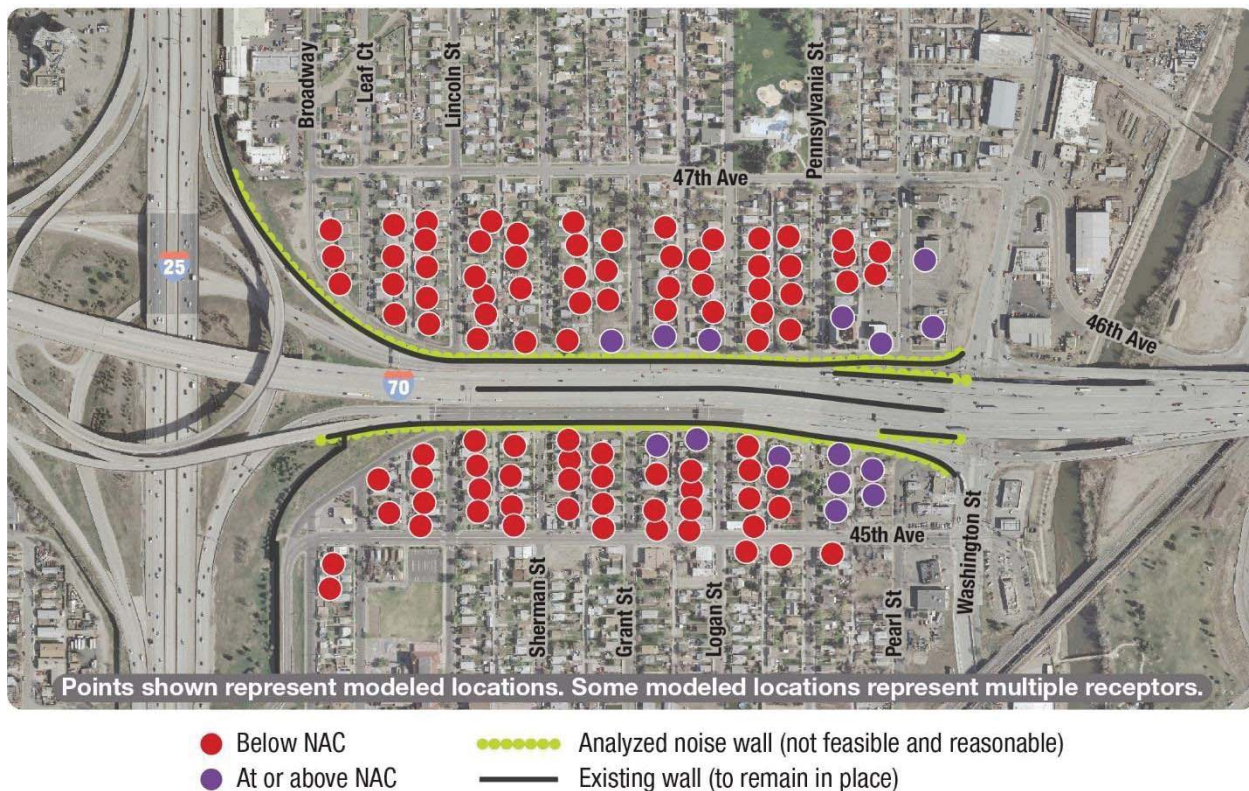 Broadway
Leaf Ct
Lincoln St
Pennsylvania St
47th Ave
25
46th Ave
70
45th Ave
Sherman St
Grant St
Logan St
Pearl St
Washington St
Points shown represent modeled locations. Some modeled locations represent multiple receptors.
Below NAC
Analyzed noise wall (not feasible and reasonable)
At or above NAC
Existing wall (to remain in place)